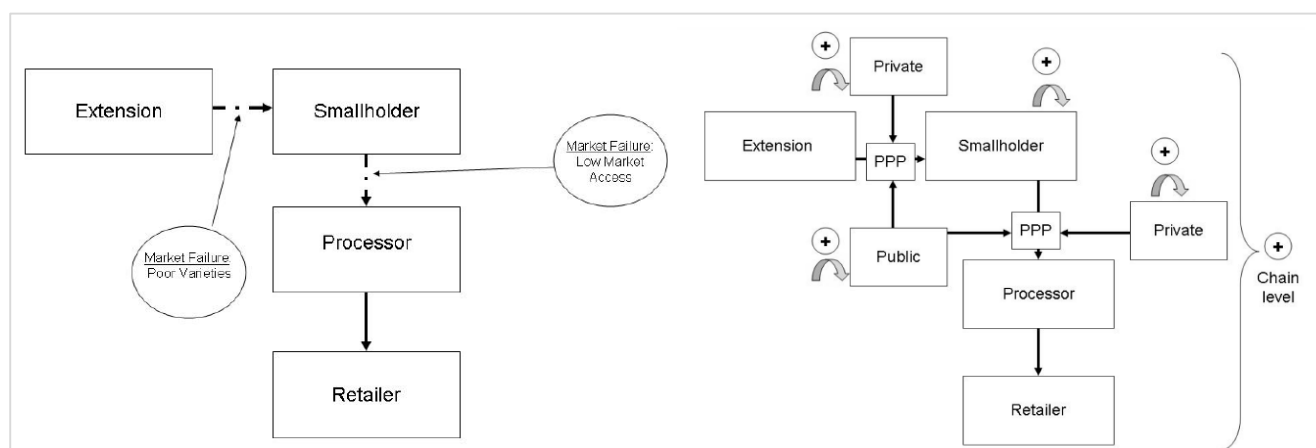 Extension
Smallholder
Market Failure:
Low Market
Access
Processor
Market Failure:
Poor Varieties
Retailer
+
Private
+
Extension
PPP
Smallholder
+
+
Public
PPP
Private
Processor
+
Chain
level
Retailer